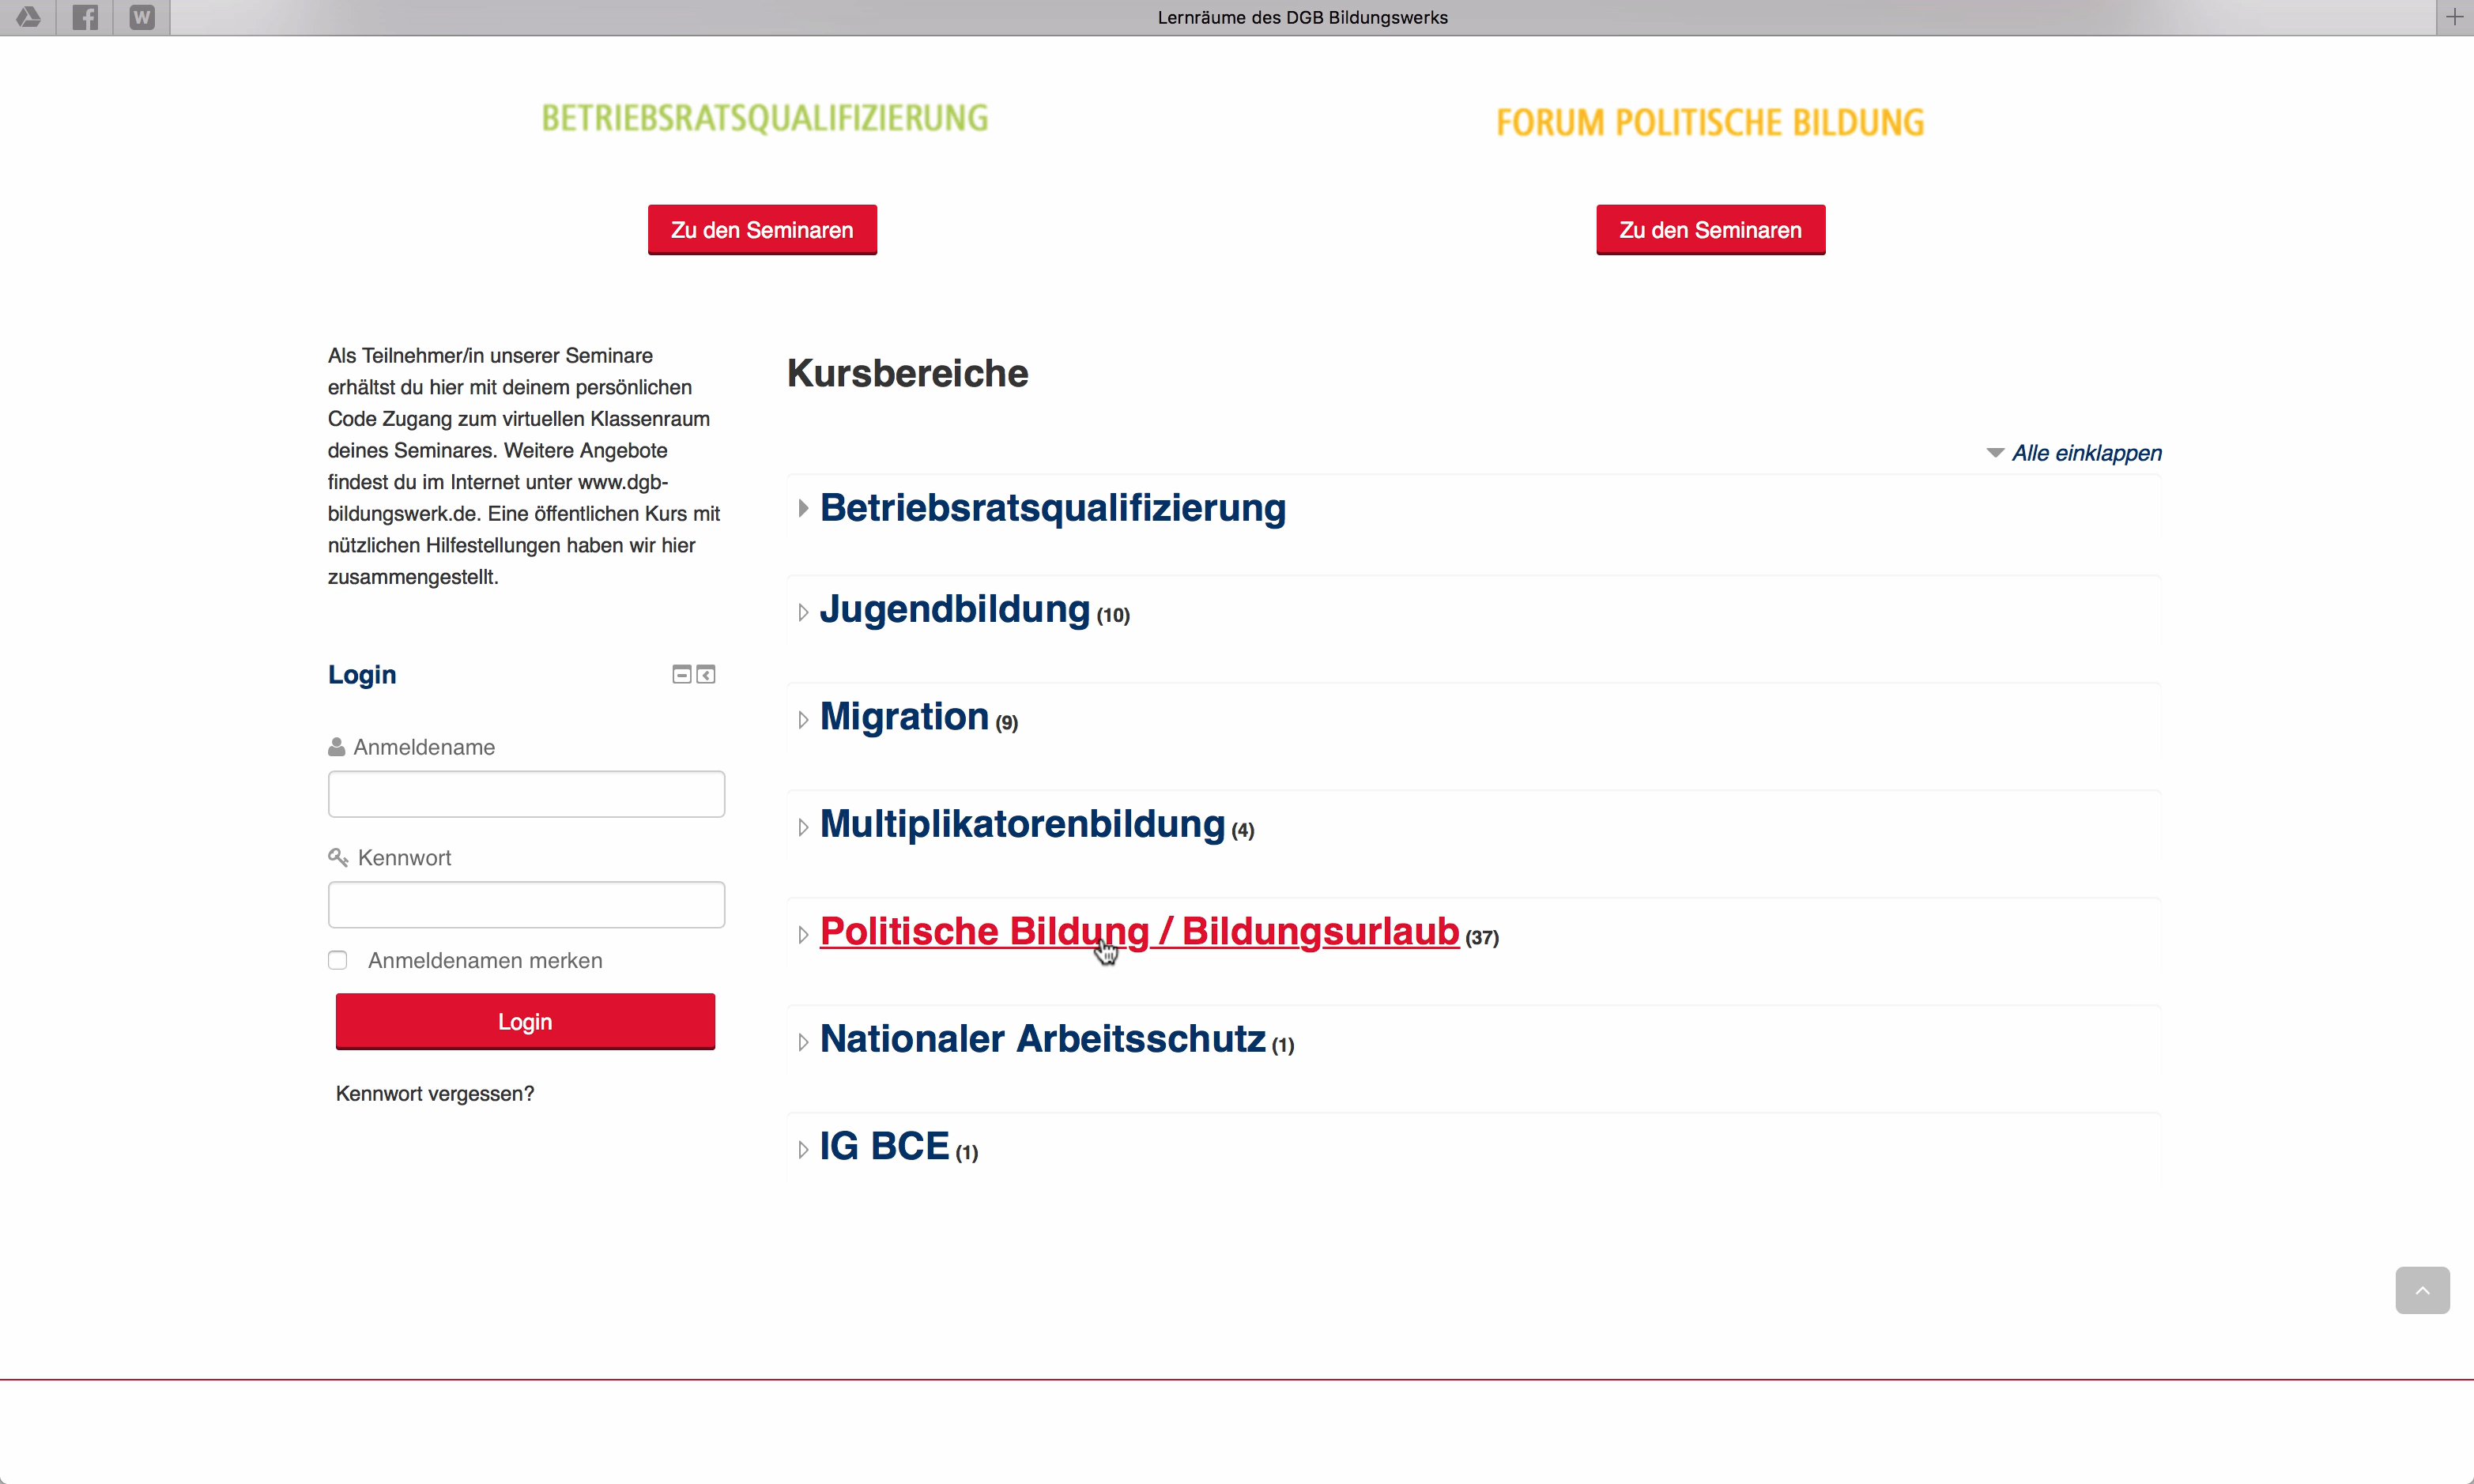 W
Lernräume des DGB Bildungswerks
BETRIEBSRATSQUALIFIZIERUNG
FORUM POLITISCHE BILDUNG
Zu den Seminaren
Zu den Seminaren
Als Teilnehmer/in unserer Seminare
erhältst du hier mit deinem persönlichen
Code Zugang zum virtuellen Klassenraum
deines Seminares. Weitere Angebote
findest du im Internet unter www.dgb-
bildungswerk.de. Eine öffentlichen Kurs mit
nützlichen Hilfestellungen haben wir hier
zusammengestellt.
Login
Anmeldename
Kennwort
Anmeldenamen merken
Login
Kennwort vergessen?
Kursbereiche
Alle einklappen
Betriebsratsqualifizierung
Jugendbildung (10)
Migration (9)
Multiplikatorenbildung (4)
Politische Bildung / Bildungsurlaub (37)
Nationaler Arbeitsschutz (1)
IG BCE (1)